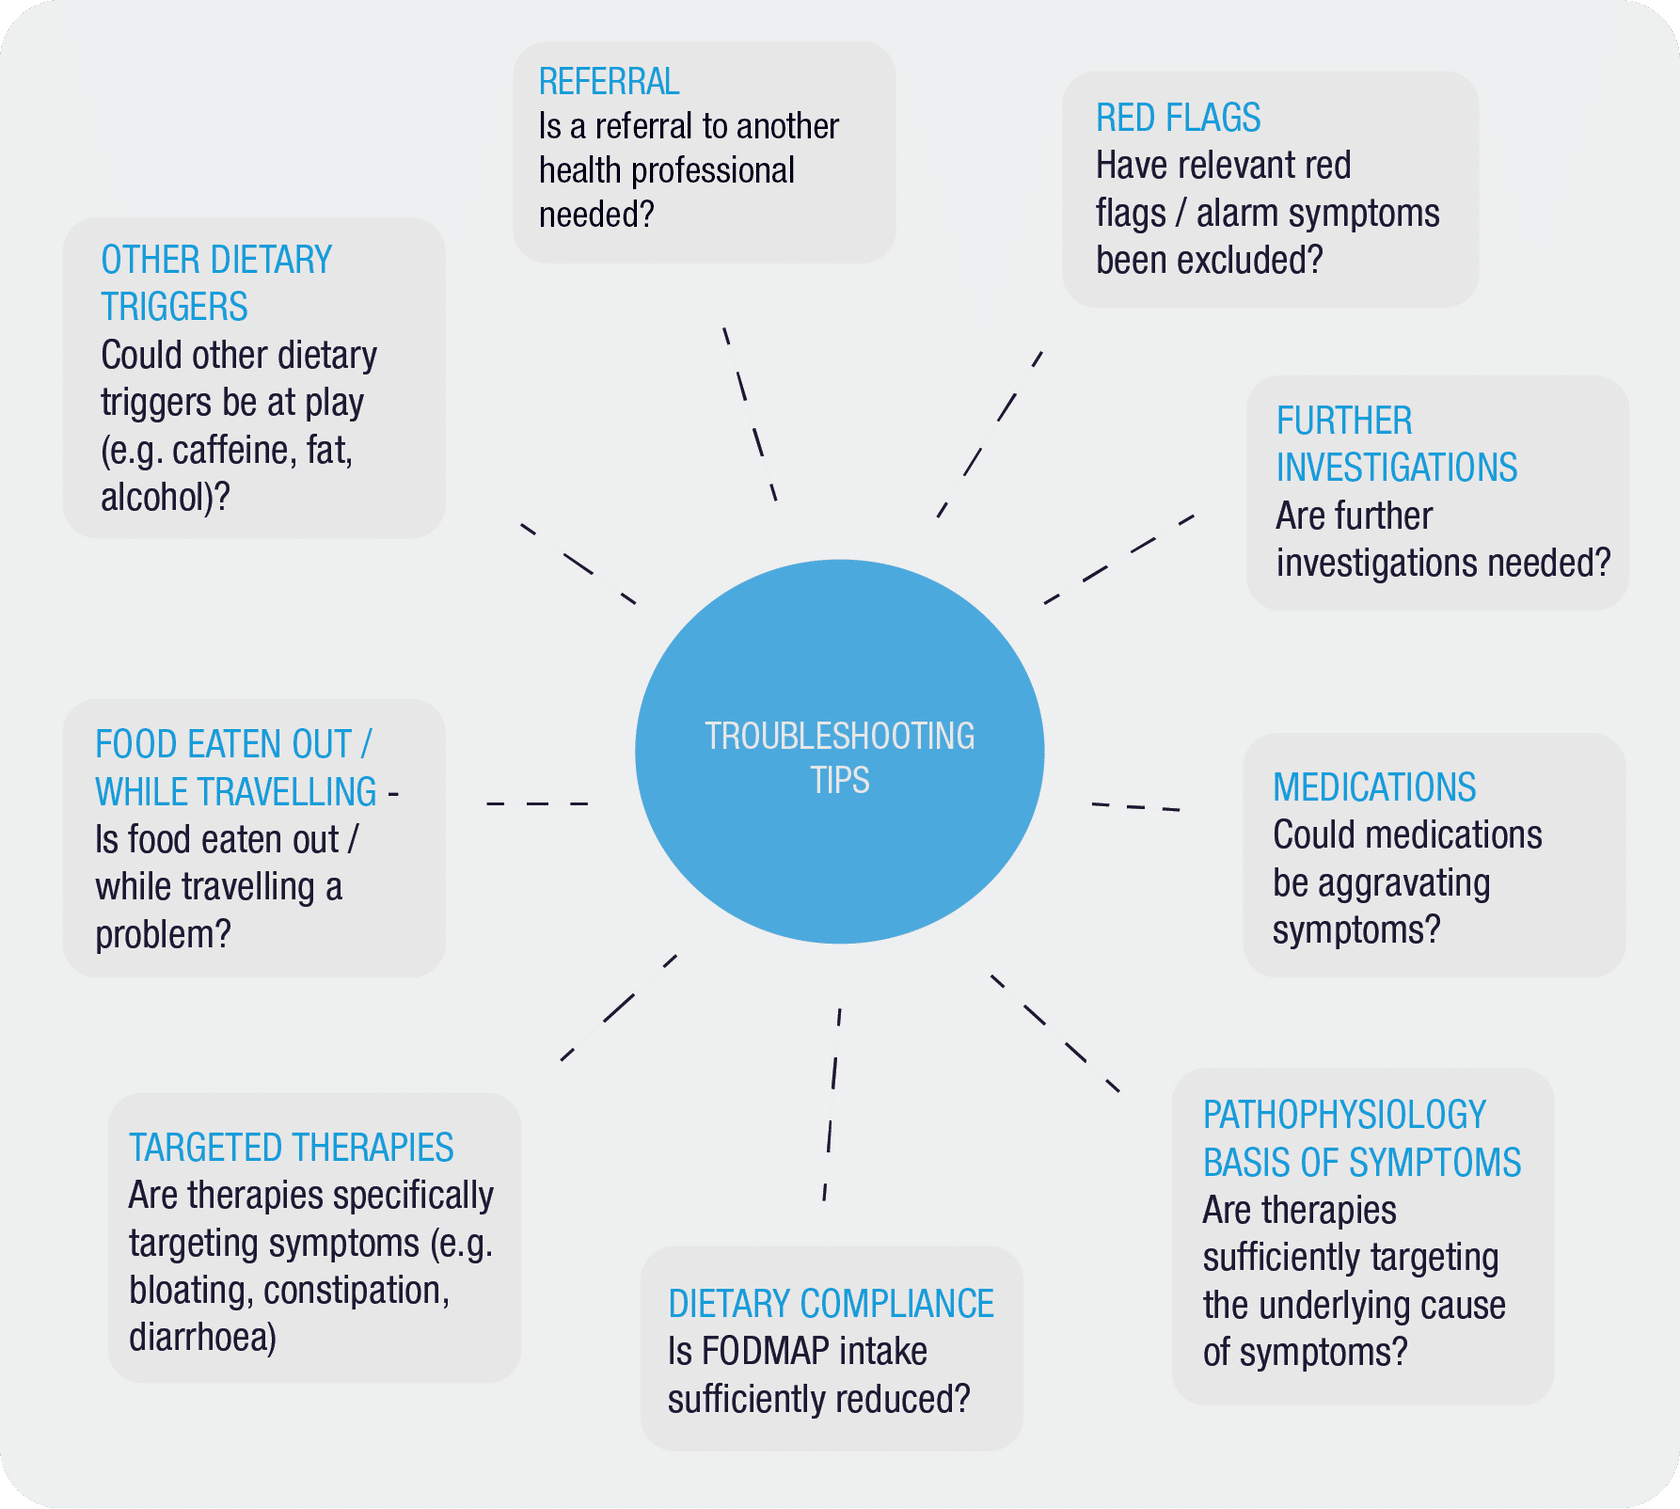 REFERRAL
Is a referral to another
health professional
needed?
RED FLAGS
Have relevant red
flags / alarm symptoms
been excluded?
OTHER DIETARY
TRIGGERS
Could other dietary
triggers be at play
(e.g. caffeine, fat,
alcohol)?
FURTHER
INVESTIGATIONS
Are further
investigations needed?
TROUBLESHOOTING
TIPS
FOOD EATEN OUT /
WHILE TRAVELLING -
Is food eaten out /
while travelling a
problem?
MEDICATIONS
Could medications
be aggravating
symptoms?
TARGETED THERAPIES
Are therapies specifically
targeting symptoms (e.g.
bloating, constipation,
diarrhoea)
DIETARY COMPLIANCE
Is FODMAP intake
sufficiently reduced?
PATHOPHYSIOLOGY
BASIS OF SYMPTOMS
Are therapies
sufficiently targeting
the underlying cause
of symptoms?